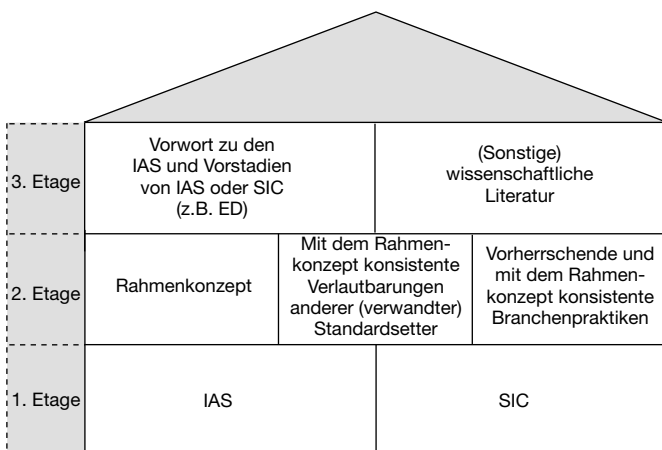 3. Etage
Vorwort zu den
IAS und Vorstadien
von IAS oder SIC
(z.B. ED)
(Sonstige)
wissenschaftliche
Literatur
2. Etage
Rahmenkonzept
Mit dem Rahmen-
konzept konsistente
Verlautbarungen
anderer (verwandter)
Standardsetter
Vorherrschende und
mit dem Rahmen-
konzept konsistente
Branchenpraktiken
1. Etage
IAS
SIC